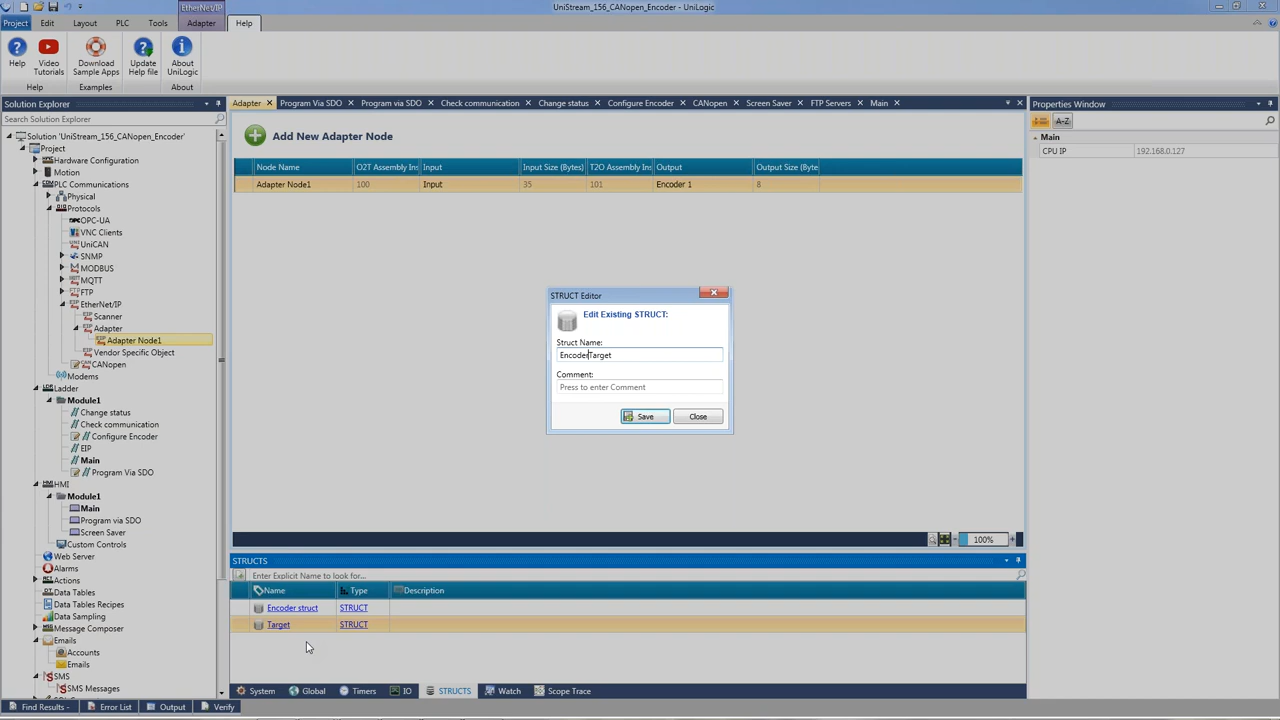 UniStream_156_CANopen_Encoder - UniLogic
EtherNet/IP
Project Edit Layout PLC Tools Adapter Help
Help
Video Tutorials
Download Sample Apps
Update Help file
About UniLogic
Help Examples About
Solution Explorer
Search Solution Explorer
Solution 'UniStream_156_CANopen_Encoder'
Project
Hardware Configuration
Motion
PLC Communications
Physical
Protocols
OPC-UA
VNC Clients
UniCAN
SNMP
MODBUS
MQTT
FTP
EtherNet/IP
Scanner
Adapter
Adapter Node1
Vendor Specific Object
CANopen
Modems
Ladder
Module1
Change status
Check communication
Configure Encoder
EIP
Main
Program Via SDO
HMI
Module1
Main
Program via SDO
Screen Saver
Custom Controls
Web Server
Alarms
Actions
Data Tables
Data Tables Recipes
Data Sampling
Message Composer
Emails
Accounts
Emails
SMS
SMS Messages
Adapter Program Via SDO Program via SDO Check communication Change status Configure Encoder CANopen Screen Saver FTP Servers Main
Add New Adapter Node
Node Name O2T Assembly Ins Input Input Size (Bytes) T2O Assembly Ins Output Output Size (Byte
Adapter Node1 100 Input 35 101 Encoder 1 8
STRUCT Editor
Edit Existing STRUCT:
Struct Name:
EncoderTarget
Comment:
Press to enter Comment
Save Close
100%
STRUCTS
Enter Explicit Name to look for...
Name Type Description
Encoder struct STRUCT
Target STRUCT
System Global Timers IO STRUCTS Watch Scope Trace
Properties Window
A-Z
Main
CPU IP 192.168.0.127
Find Results - Error List Output Verify